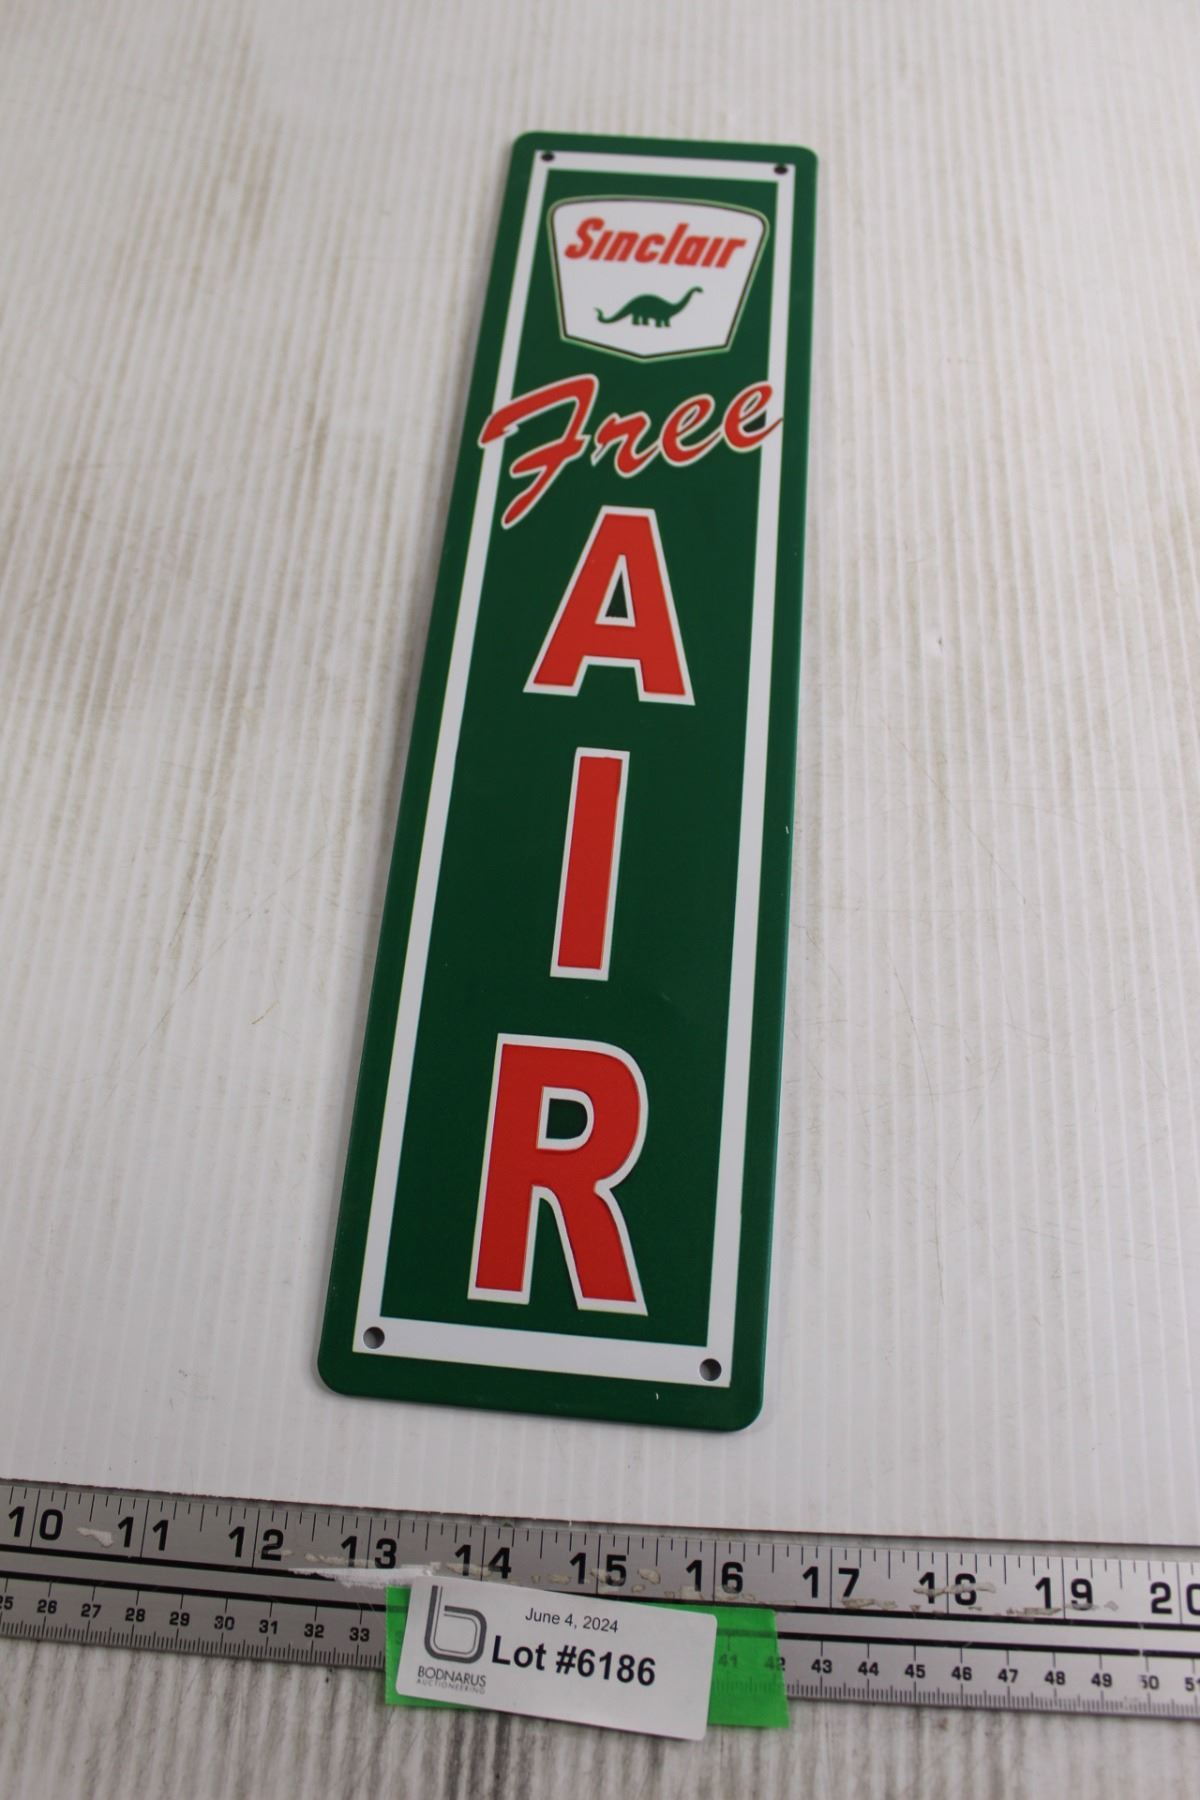 Sinclair
Free
A
I
R
10 11 12 13 14 15 16 17 18 19 20
25 26 27 28 29 30 31 32 33 41 42 43 44 45 46 47 48 49 50 51
June 4, 2024
Lot #6186
b
BODNARUS
AUCTIONEERING